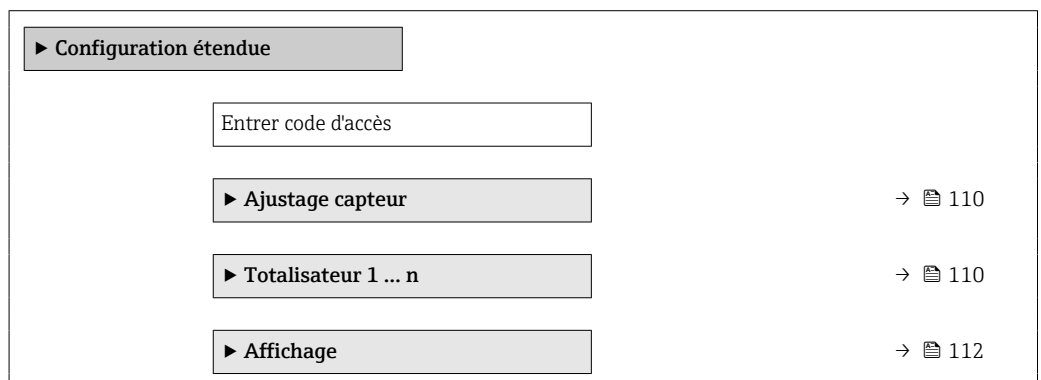 ▶ Configuration étendue
Entrer code d'accès
▶ Ajustage capteur → 110
▶ Totalisateur 1 ... n → 110
▶ Affichage → 112